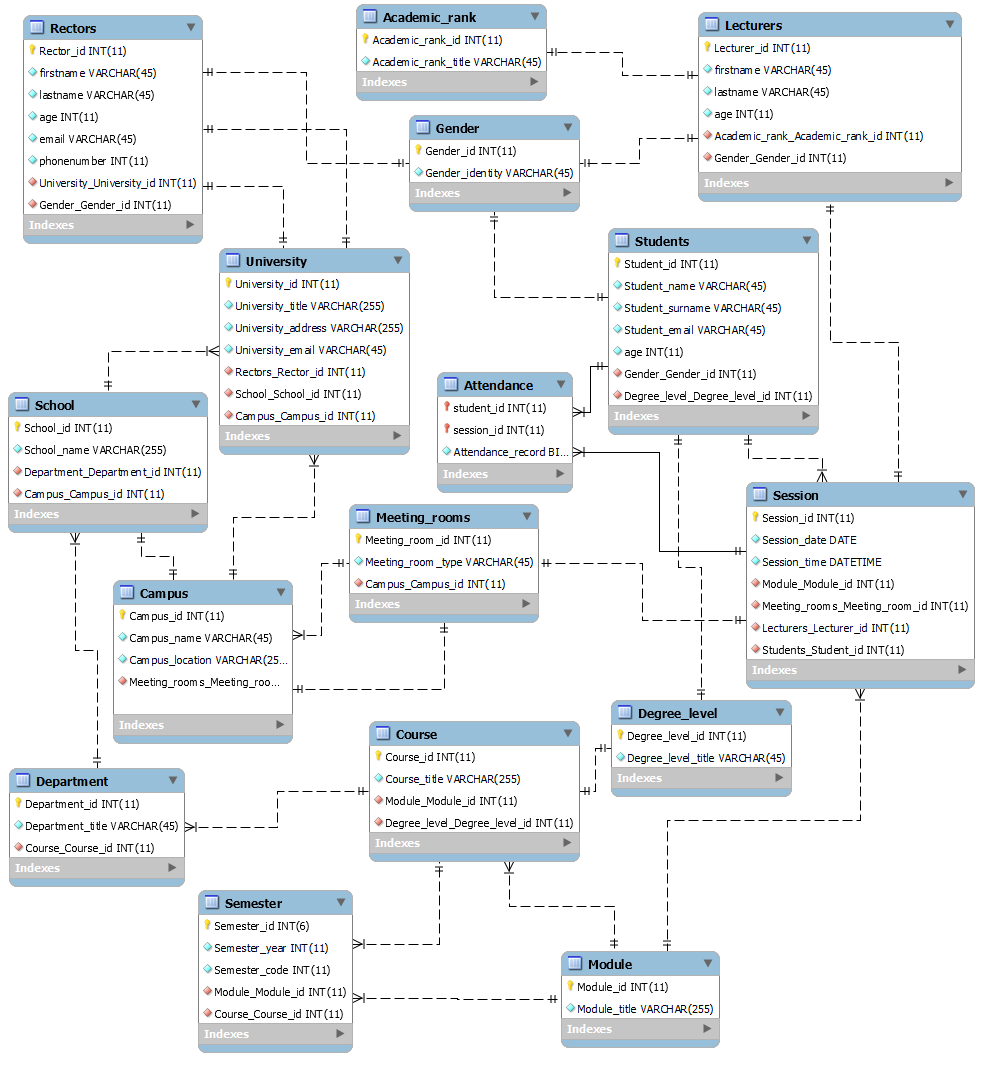 Rectors
Rector_id INT(11)
firstname VARCHAR(45)
lastname VARCHAR(45)
age INT(11)
email VARCHAR(45)
phonenumber INT(11)
University_University_id INT(11)
Gender_Gender_id INT(11)
Indexes
Academic_rank
Academic_rank_id INT(11)
Academic_rank_title VARCHAR(45)
Indexes
Lecturers
Lecturer_id INT(11)
firstname VARCHAR(45)
lastname VARCHAR(45)
age INT(11)
Academic_rank_Academic_rank_id INT(11)
Gender_Gender_id INT(11)
Indexes
Gender
Gender_id INT(11)
Gender_identity VARCHAR(45)
Indexes
University
University_id INT(11)
University_title VARCHAR(255)
University_address VARCHAR(255)
University_email VARCHAR(45)
Rectors_Rector_id INT(11)
School_School_id INT(11)
Campus_Campus_id INT(11)
Indexes
Students
Student_id INT(11)
Student_name VARCHAR(45)
Student_surname VARCHAR(45)
Student_email VARCHAR(45)
age INT(11)
Gender_Gender_id INT(11)
Degree_level_Degree_level_id INT(11)
Indexes
Attendance
student_id INT(11)
session_id INT(11)
Attendance_record BI...
Indexes
School
School_id INT(11)
School_name VARCHAR(255)
Department_Department_id INT(11)
Campus_Campus_id INT(11)
Indexes
Session
Session_id INT(11)
Session_date DATE
Session_time DATETIME
Module_Module_id INT(11)
Meeting_rooms_Meeting_room_id INT(11)
Lecturers_Lecturer_id INT(11)
Students_Student_id INT(11)
Indexes
Meeting_rooms
Meeting_room_id INT(11)
Meeting_room_type VARCHAR(45)
Campus_Campus_id INT(11)
Indexes
Campus
Campus_id INT(11)
Campus_name VARCHAR(45)
Campus_location VARCHAR(25...
Meeting_rooms_Meeting_roo...
Indexes
Degree_level
Degree_level_id INT(11)
Degree_level_title VARCHAR(45)
Indexes
Course
Course_id INT(11)
Course_title VARCHAR(255)
Module_Module_id INT(11)
Degree_level_Degree_level_id INT(11)
Indexes
Department
Department_id INT(11)
Department_title VARCHAR(45)
Course_Course_id INT(11)
Indexes
Semester
Semester_id INT(6)
Semester_year INT(11)
Semester_code INT(11)
Module_Module_id INT(11)
Course_Course_id INT(11)
Indexes
Module
Module_id INT(11)
Module_title VARCHAR(255)
Indexes